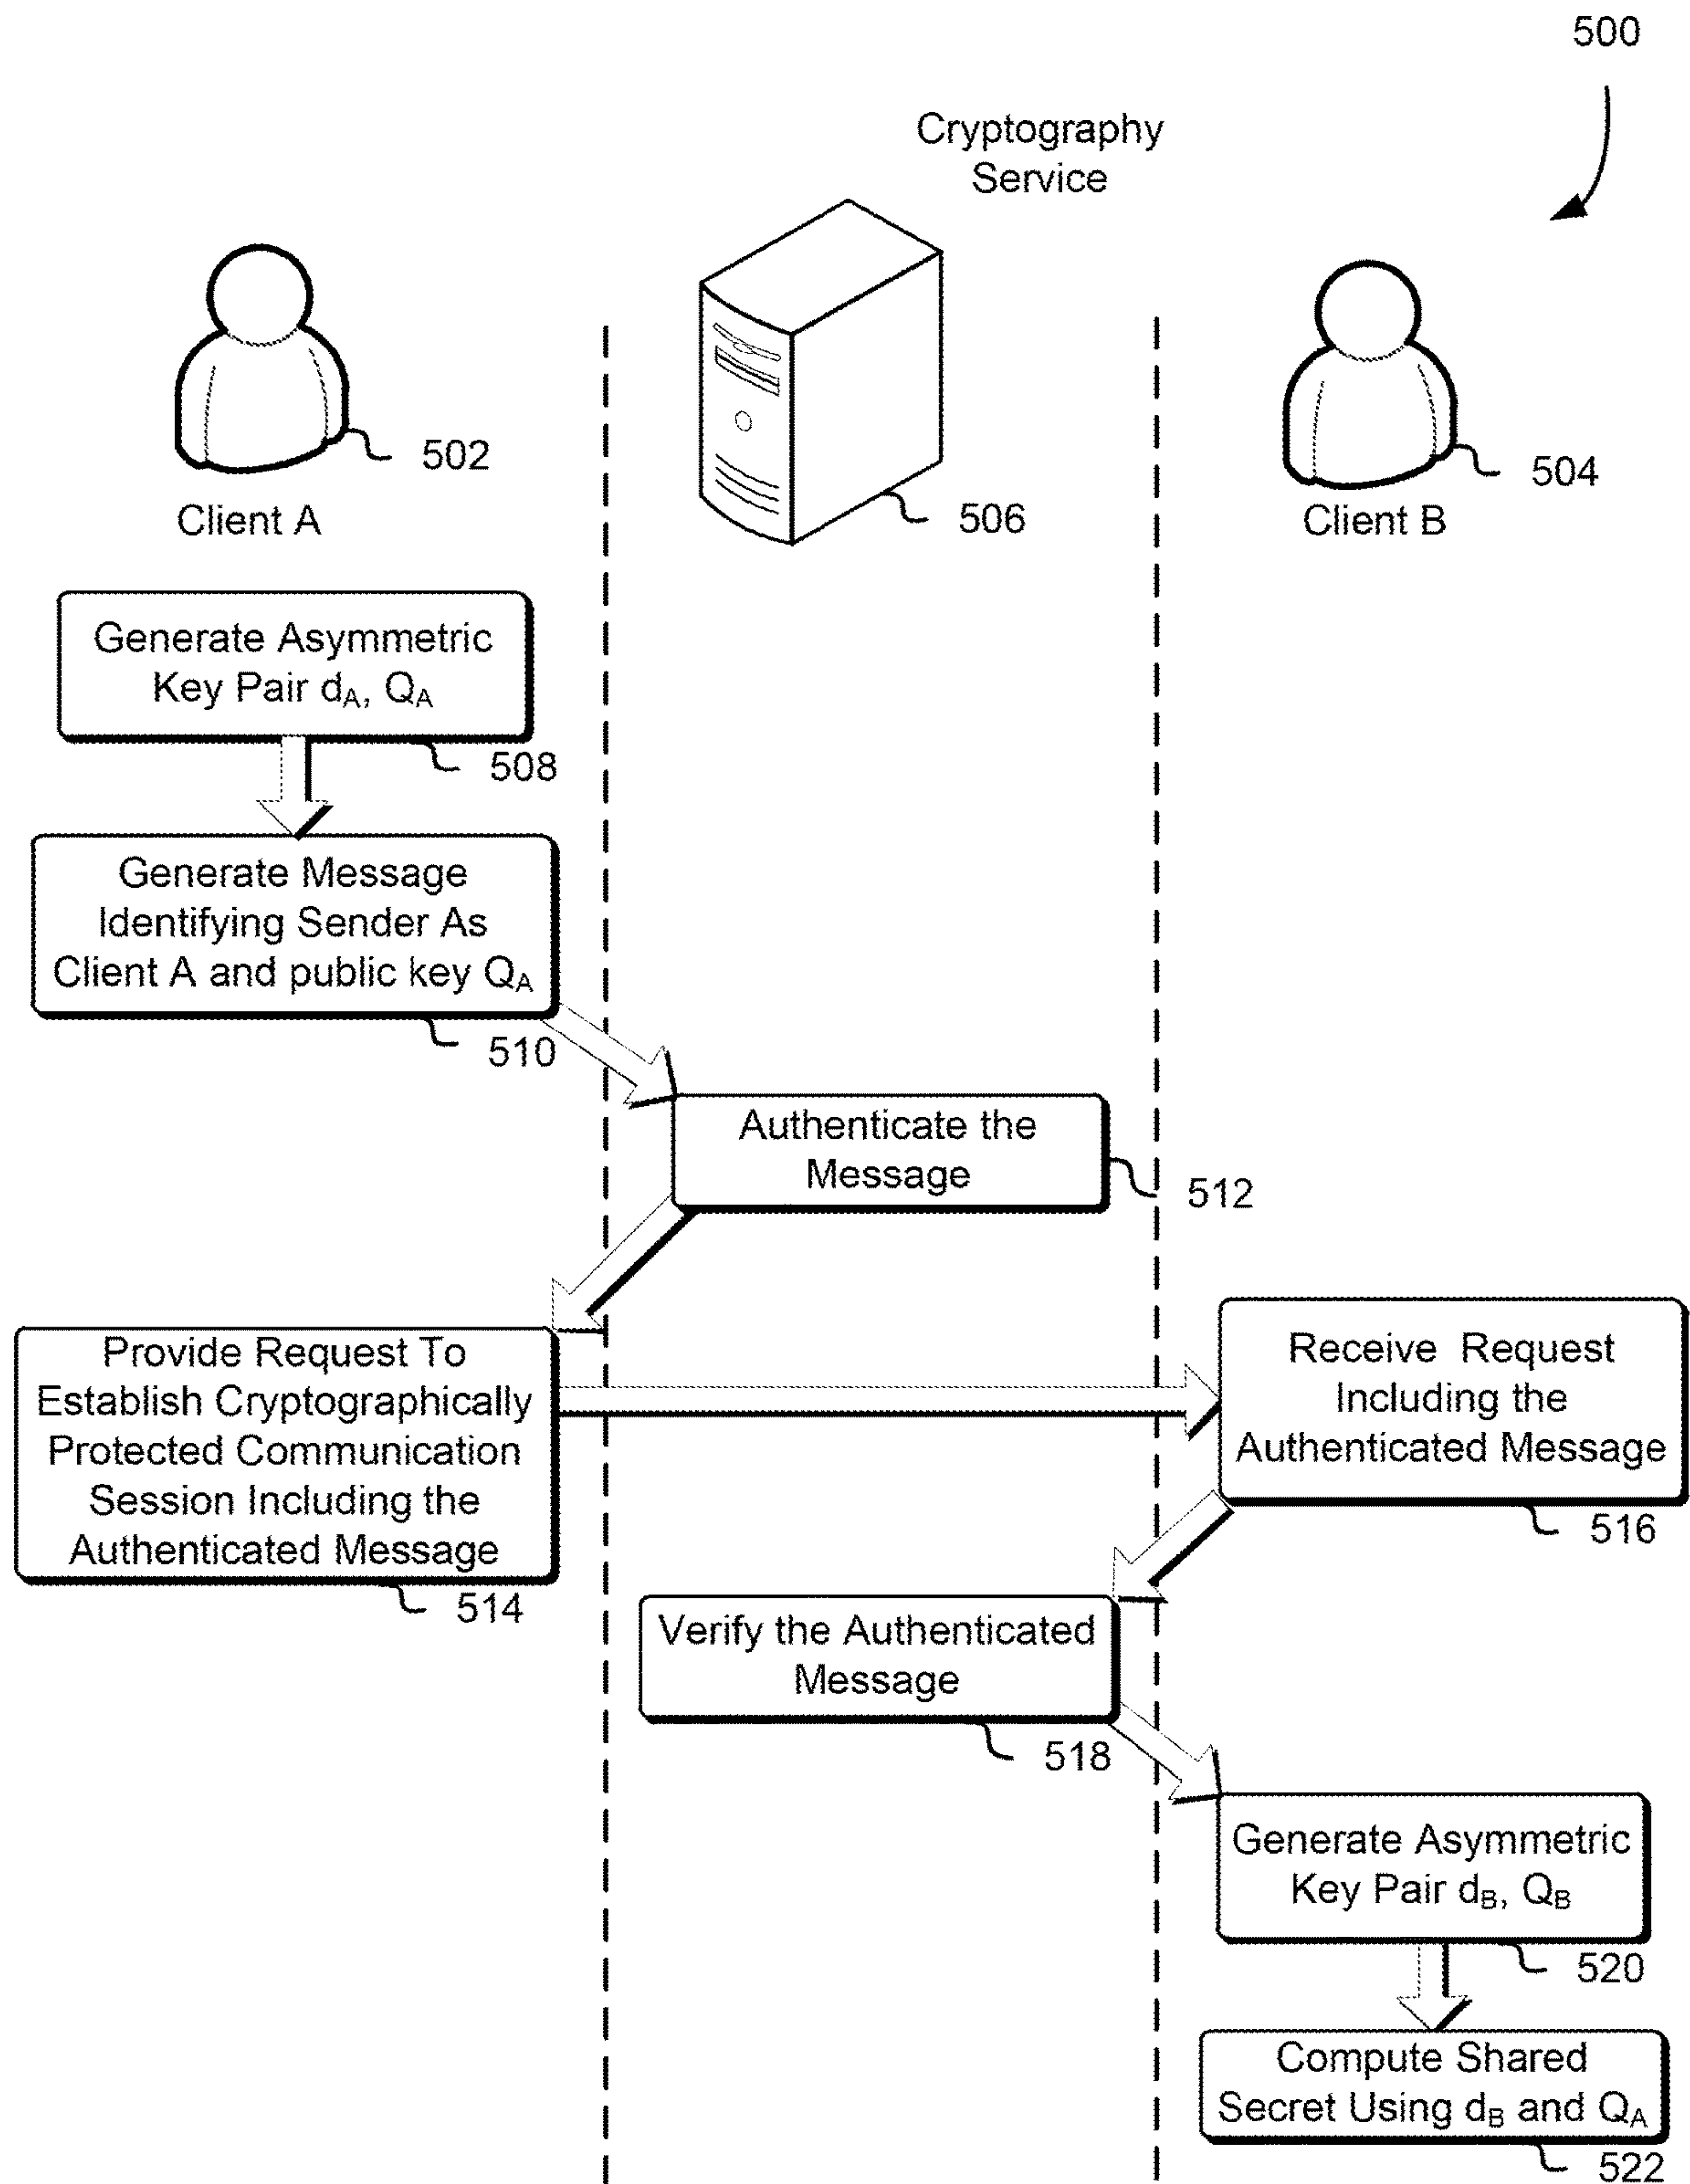 500
Cryptography
Service
502
Client A
506
504
Client B
Generate Asymmetric
Key Pair dA, QA
508
Generate Message
Identifying Sender As
Client A and public key QA
510
Authenticate the
Message
512
Provide Request To
Establish Cryptographically
Protected Communication
Session Including the
Authenticated Message
514
Receive Request
Including the
Authenticated Message
516
Verify the Authenticated
Message
518
Generate Asymmetric
Key Pair dB, QB
520
Compute Shared
Secret Using dB and QA
522